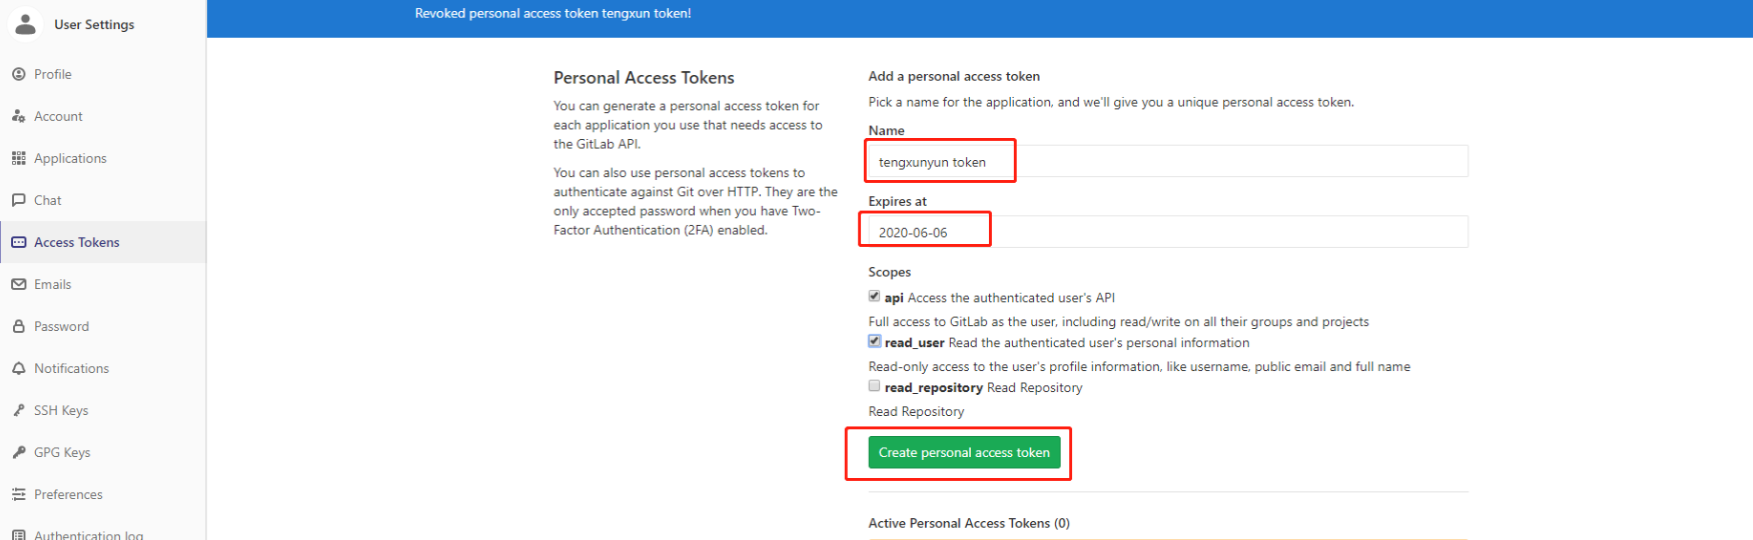 Revoked personal access token tengxun token!
User Settings
Profile
Account
Applications
Chat
Access Tokens
Emails
Password
Notifications
SSH Keys
GPG Keys
Preferences
Authentication log
Personal Access Tokens
You can generate a personal access token for
each application you use that needs access to
the GitLab API.
You can also use personal access tokens to
authenticate against Git over HTTP. They are the
only accepted password when you have Two-
Factor Authentication (2FA) enabled.
Add a personal access token
Pick a name for the application, and we'll give you a unique personal access token.
Name
tengxunyun token
Expires at
2020-06-06
Scopes
api Access the authenticated user's API
Full access to GitLab as the user, including read/write on all their groups and projects
read_user Read the authenticated user's personal information
Read-only access to the user's profile information, like username, public email and full name
read_repository Read Repository
Read Repository
Create personal access token
Active Personal Access Tokens (0)